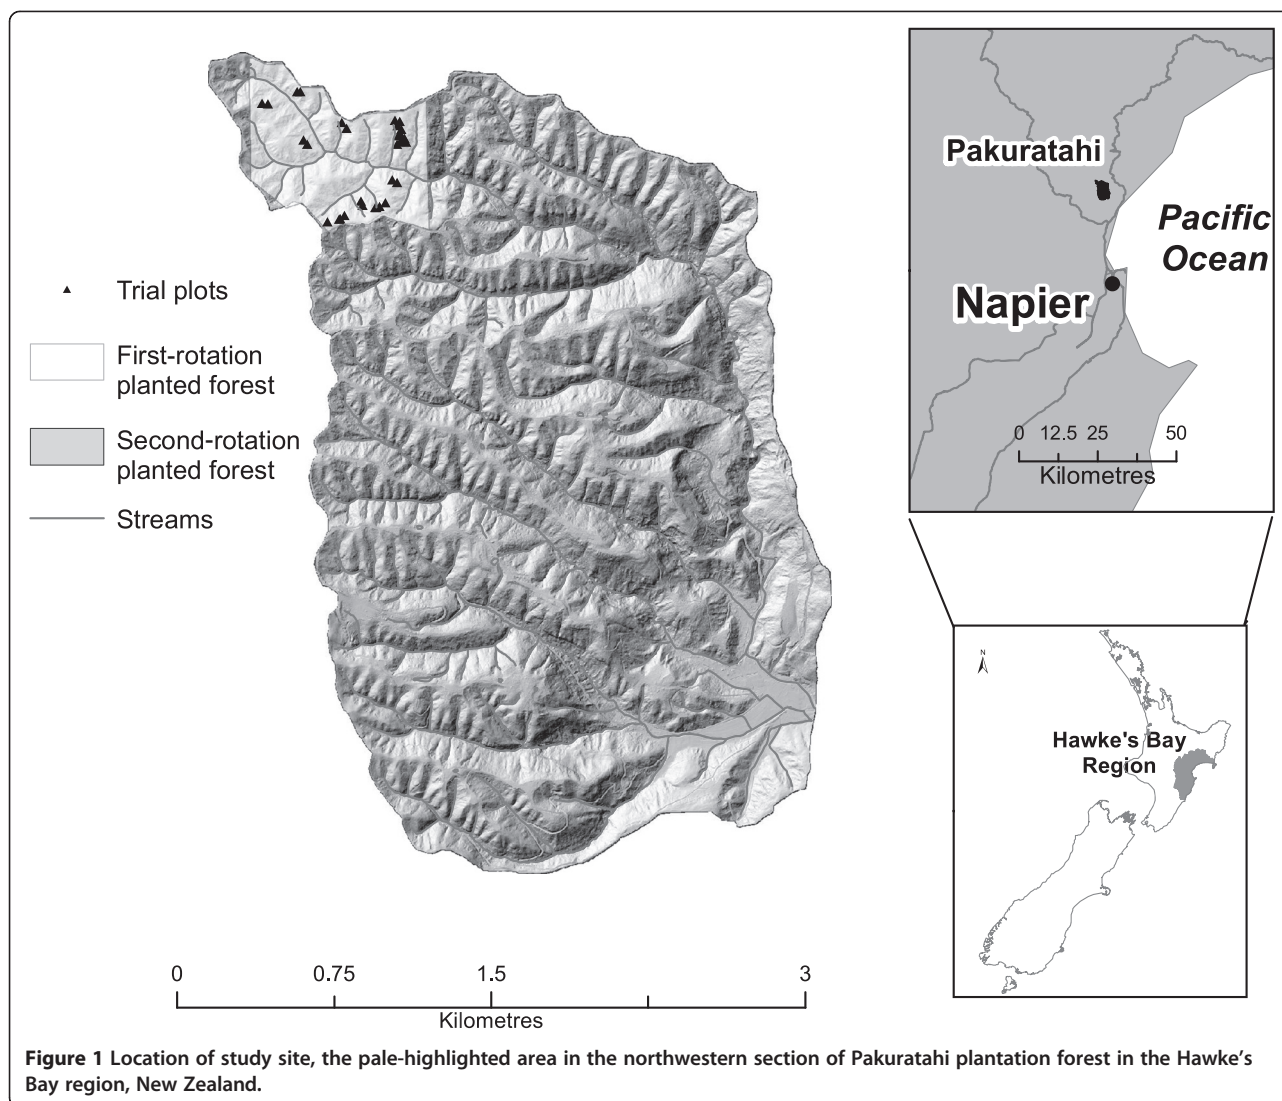 Trial plots
First-rotation
planted forest
Second-rotation
planted forest
Streams
0 0.75 1.5 3
Kilometres
Pakuratahi
Pacific
Ocean
Napier
0 12.5 25 50
Kilometres
N
Hawke's Bay
Region
Figure 1 Location of study site, the pale-highlighted area in the northwestern section of Pakuratahi plantation forest in the Hawke's
Bay region, New Zealand.